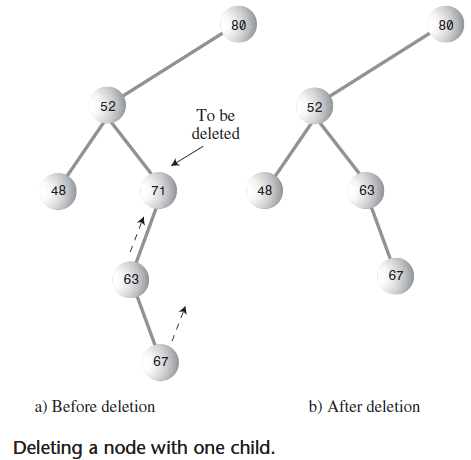 80
80
52
52
To be
deleted
48
71
48
63
63
67
67
a) Before deletion
b) After deletion
Deleting a node with one child.